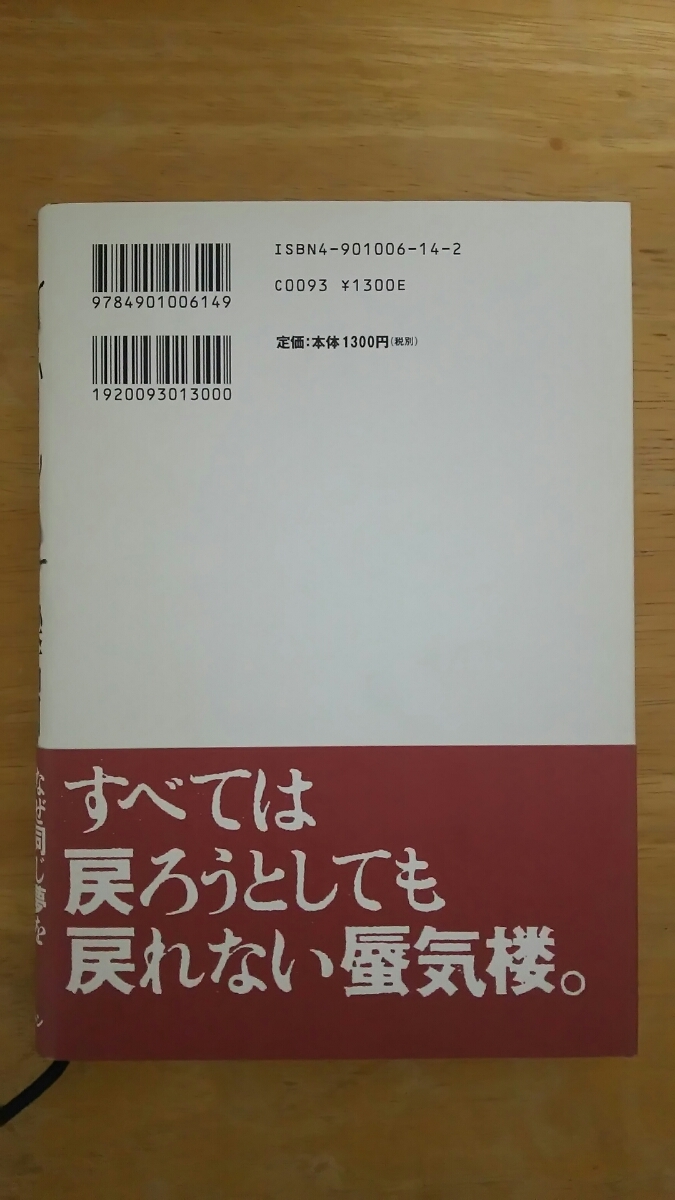 ISBN4-901006-14-2
9784901006149
C0093 ¥1300E
定価：本体1300円(税別)
1920093013000
すべては
戻ろうとしても
戻れない蜃気楼。